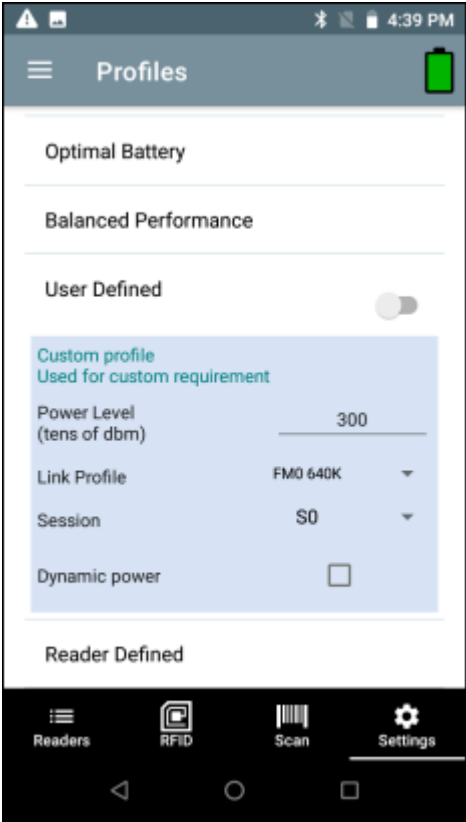 4:39 PM
Profiles
Optimal Battery
Balanced Performance
User Defined
Custom profile
Used for custom requirement
Power Level
(tens of dbm)
300
Link Profile
FM0 640K
Session
S0
Dynamic power
Reader Defined
Readers
RFID
Scan
Settings